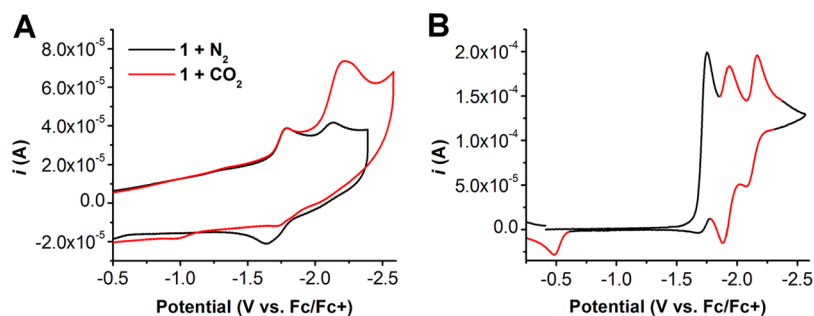 A
8.0x10⁻⁵
6.0x10⁻⁵
4.0x10⁻⁵
2.0x10⁻⁵
0.0
-2.0x10⁻⁵
i (A)
1 + N₂
1 + CO₂
-0.5 -1.0 -1.5 -2.0 -2.5
Potential (V vs. Fc/Fc+)
B
2.0x10⁻⁴
1.5x10⁻⁴
1.0x10⁻⁴
5.0x10⁻⁵
0.0
i (A)
-0.5 -1.0 -1.5 -2.0 -2.5
Potential (V vs. Fc/Fc+)